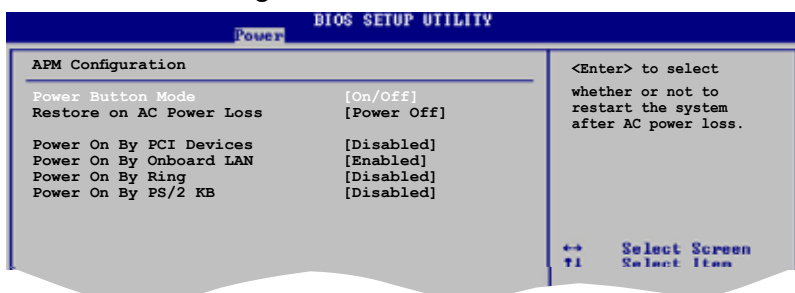 BIOS SETUP UTILITY
Power
APM Configuration
Power Button Mode [On/Off]
Restore on AC Power Loss [Power Off]
Power On By PCI Devices [Disabled]
Power On By Onboard LAN [Enabled]
Power On By Ring [Disabled]
Power On By PS/2 KB [Disabled]
<Enter> to select
whether or not to
restart the system
after AC power loss.
↔ Select Screen
↑↓ Select Item